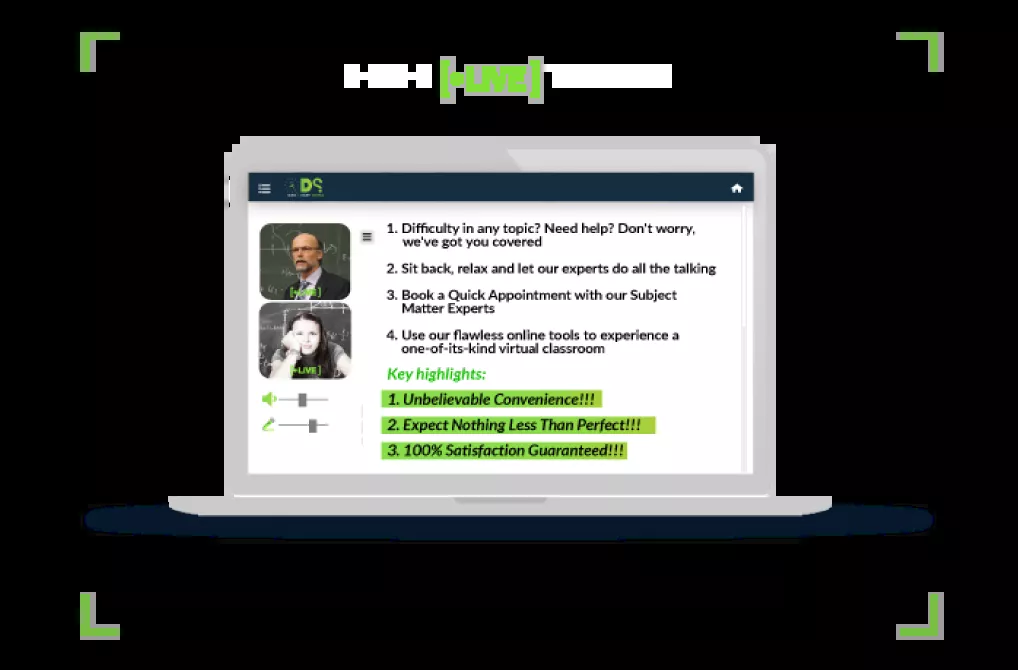 [•LIVE]
DS
1. Difficulty in any topic? Need help? Don't worry,
we've got you covered
2. Sit back, relax and let our experts do all the talking
3. Book a Quick Appointment with our Subject
Matter Experts
4. Use our flawless online tools to experience a
one-of-its-kind virtual classroom
Key highlights:
1. Unbelievable Convenience!!!
2. Expect Nothing Less Than Perfect!!!
3. 100% Satisfaction Guaranteed!!!
[•LIVE]
[•LIVE]